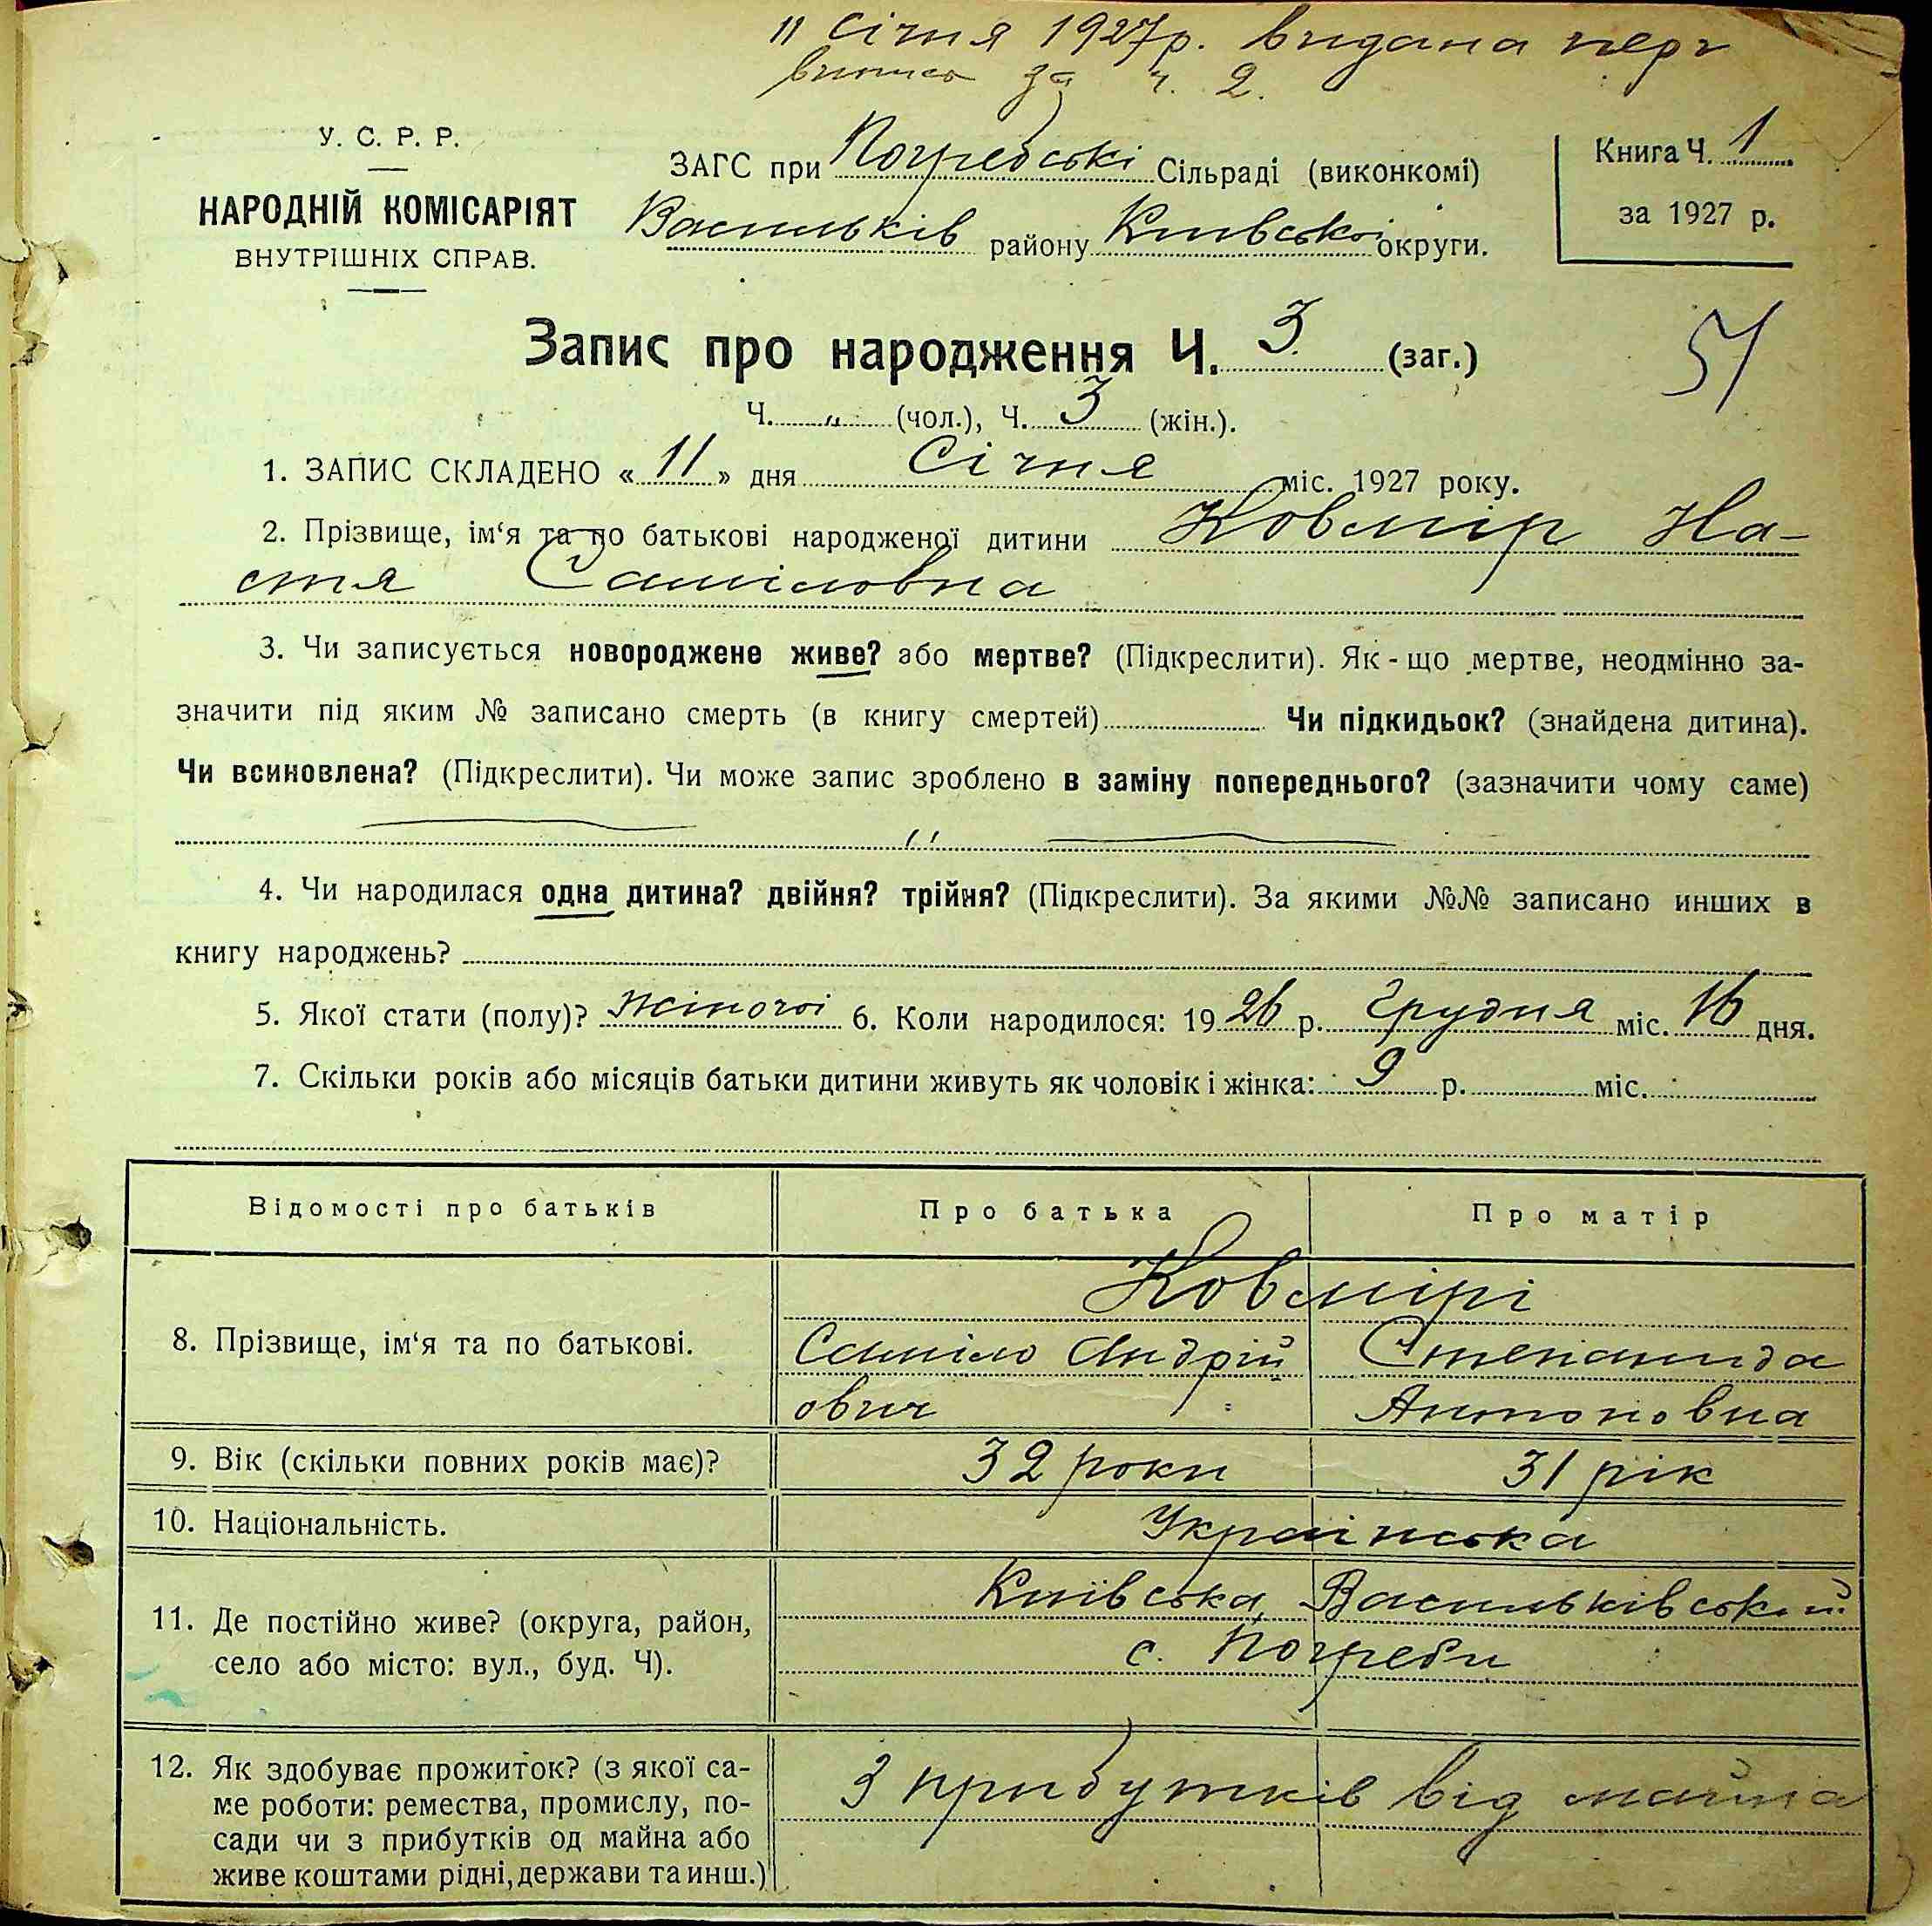 11 Січня 1927р. видана перв
випись за ч. 2.
У. С. Р. Р.
НАРОДНІЙ КОМІСАРІЯТ
ВНУТРІШНІХ СПРАВ.
ЗАГС при Погребські Сільраді (виконкомі)
Васильків району Київської округи.
Книга Ч. 1
за 1927 р.
Запис про народження Ч. 3 (заг.)
51
Ч. „ (чол.), Ч. 3 (жін.).
1. ЗАПИС СКЛАДЕНО « 11 » дня Січня міс. 1927 року.
2. Прізвище, ім‘я та по батькові народженої дитини Ковмір На-
стя Саміловна
3. Чи записується новороджене живе? або мертве? (Підкреслити). Як-що мертве, неодмінно за-
значити під яким № записано смерть (в книгу смертей) Чи підкидьок? (знайдена дитина).
Чи всиновлена? (Підкреслити). Чи може запис зроблено в заміну попереднього? (зазначити чому саме)
4. Чи народилася одна дитина? двійня? трійня? (Підкреслити). За якими №№ записано инших в
книгу народжень?
5. Якої стати (полу)? жіночої 6. Коли народилося: 1926 р. Грудня міс. 16 дня.
7. Скільки років або місяців батьки дитини живуть як чоловік і жінка: 9 р. міс.
Відомості про батьків Про батька Про матір
Ковмірі
8. Прізвище, ім‘я та по батькові. Саміло Андрій Степанида
ович Антоновна
9. Вік (скільки повних років має)? 32 роки 31 рік
10. Національність. Українська
Київська, Васильківський
11. Де постійно живе? (округа, район,
село або місто: вул., буд. Ч). с. Погреби
12. Як здобуває прожиток? (з якої са-
ме роботи: ремества, промислу, по- З прибутків від майна
сади чи з прибутків од майна або
живе коштами рідні, держави та инш.)